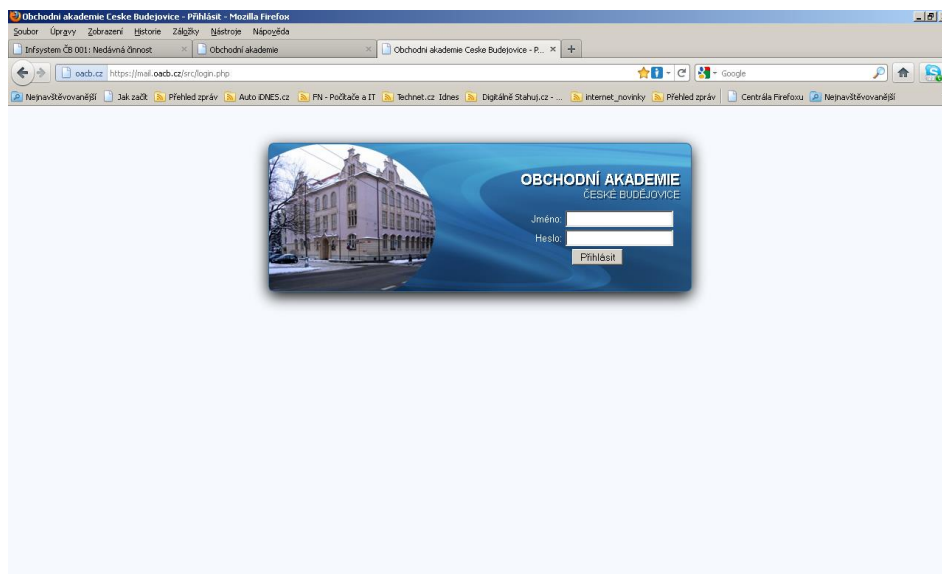 Obchodni akademie Ceske Budejovice - Přihlásit - Mozilla Firefox
Soubor Úpravy Zobrazení Historie Záložky Nástroje Nápověda
Infsystem ČB 001: Nedávná činnost Obchodní akademie Obchodni akademie Ceske Budejovice - P...
oacb.cz https://mail.oacb.cz/src/login.php Google
Nejnavštěvovanější Jak začít Přehled zpráv Auto iDNES.cz FN - Počítače a IT Technet.cz Idnes Digitálně Stahuj.cz - ... internet_novinky Přehled zpráv Centrála Firefoxu Nejnavštěvovanější
OBCHODNÍ AKADEMIE
ČESKÉ BUDĚJOVICE
Jméno:
Heslo:
Přihlásit